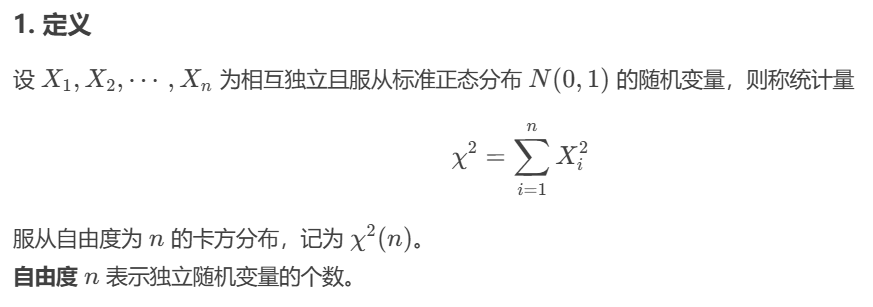 1. 定义
设 $X_1, X_2, \cdots, X_n$ 为相互独立且服从标准正态分布 $N(0,1)$ 的随机变量，则称统计量
$$\chi^2 = \sum_{i=1}^{n} X_i^2$$
服从自由度为 $n$ 的卡方分布，记为 $\chi^2(n)$。
自由度 $n$ 表示独立随机变量的个数。